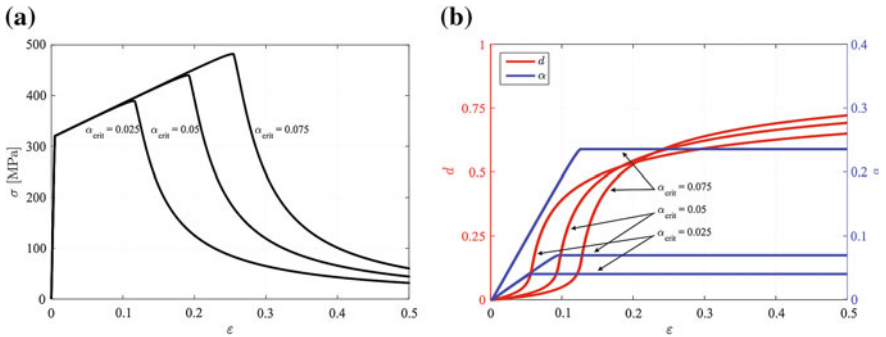 (a)
σ [MPa]
500
400
300
200
100
0
α_crit = 0.025
α_crit = 0.05
α_crit = 0.075
0 0.1 0.2 0.3 0.4 0.5
ε
(b)
d
1
0.75
0.5
0.25
0
d
α
α_crit = 0.075
α_crit = 0.05
α_crit = 0.025
0.4
0.3
0.2
0.1
0
α
0 0.1 0.2 0.3 0.4 0.5
ε